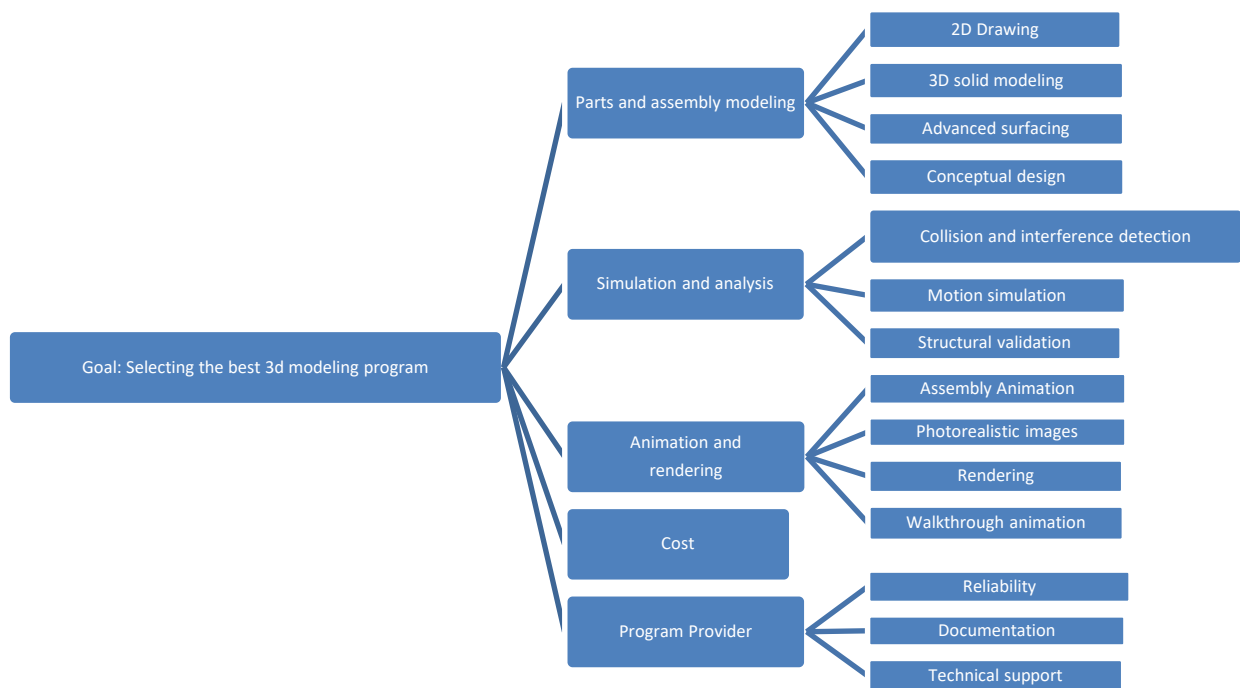 Goal: Selecting the best 3d modeling program
Parts and assembly modeling
2D Drawing
3D solid modeling
Advanced surfacing
Conceptual design
Simulation and analysis
Collision and interference detection
Motion simulation
Structural validation
Animation and
rendering
Assembly Animation
Photorealistic images
Rendering
Walkthrough animation
Cost
Program Provider
Reliability
Documentation
Technical support